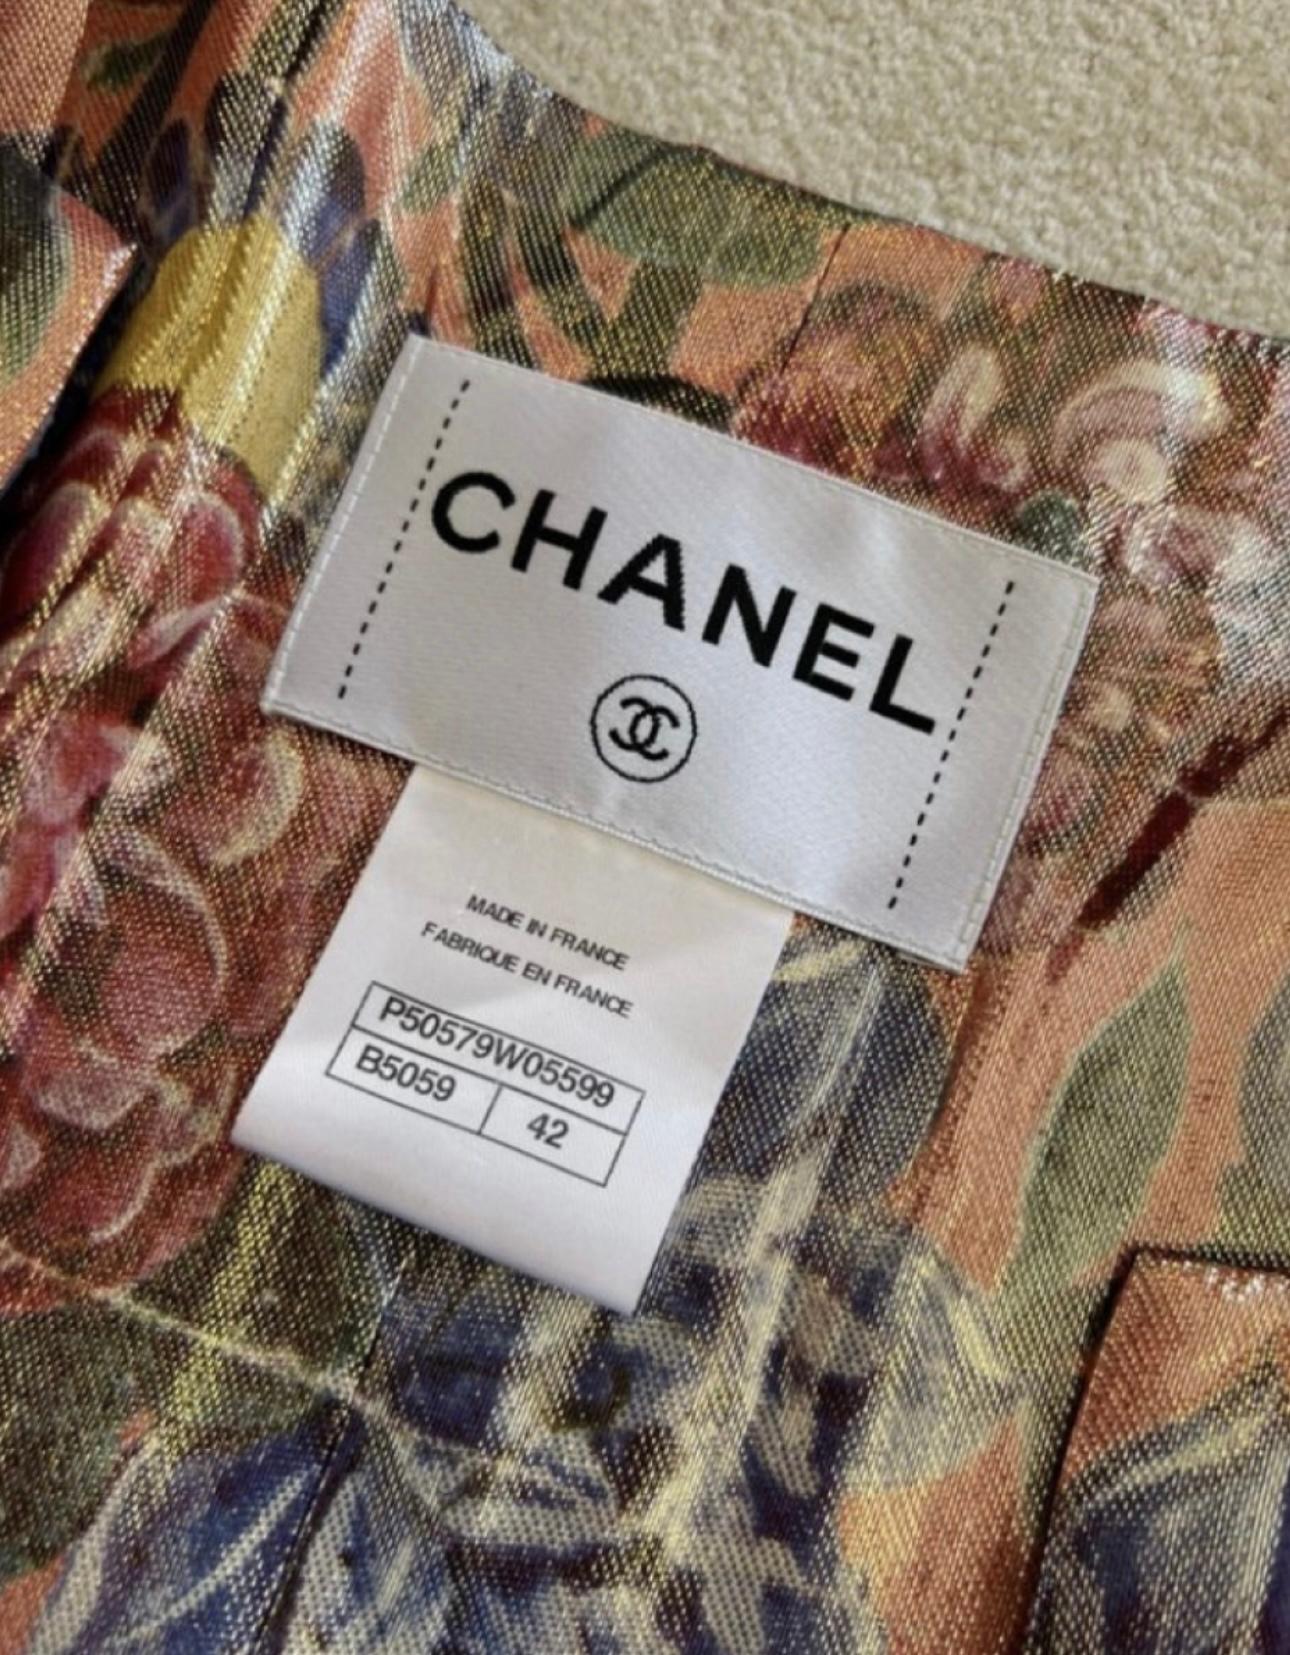 CHANEL
MADE IN FRANCE
FABRIQUE EN FRANCE
P50579W05599
B5059 42